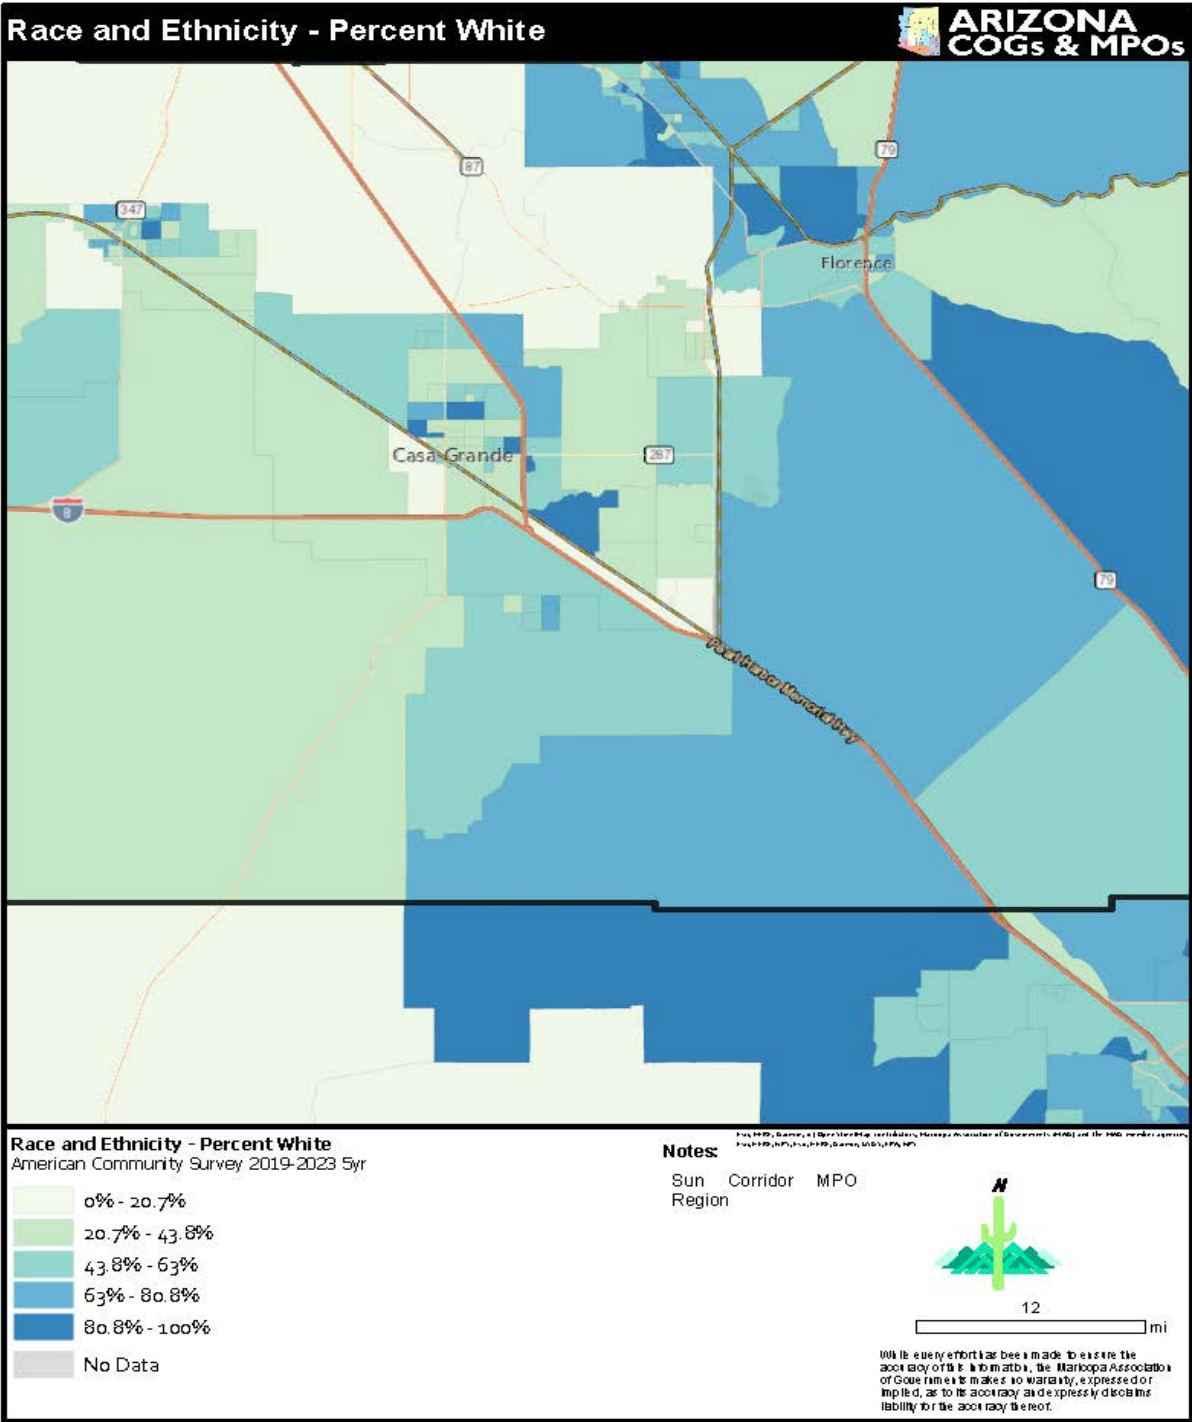 Race and Ethnicity - Percent White
ARIZONA
COGs & MPOs
87
79
347
Florence
Casa Grande
287
8
79
Pearl Harbor Memorial Hwy
Race and Ethnicity - Percent White
American Community Survey 2019-2023 5yr
0% - 20.7%
20.7% - 43.8%
43.8% - 63%
63% - 80.8%
80.8% - 100%
No Data
Notes:
Sun Corridor MPO
Region
N
12
mi
While every effort has been made to ensure the
accuracy of this information, the Maricopa Association
of Governments makes no warranty, expressed or
implied, as to its accuracy and expressly disclaims
liability for the accuracy thereof.